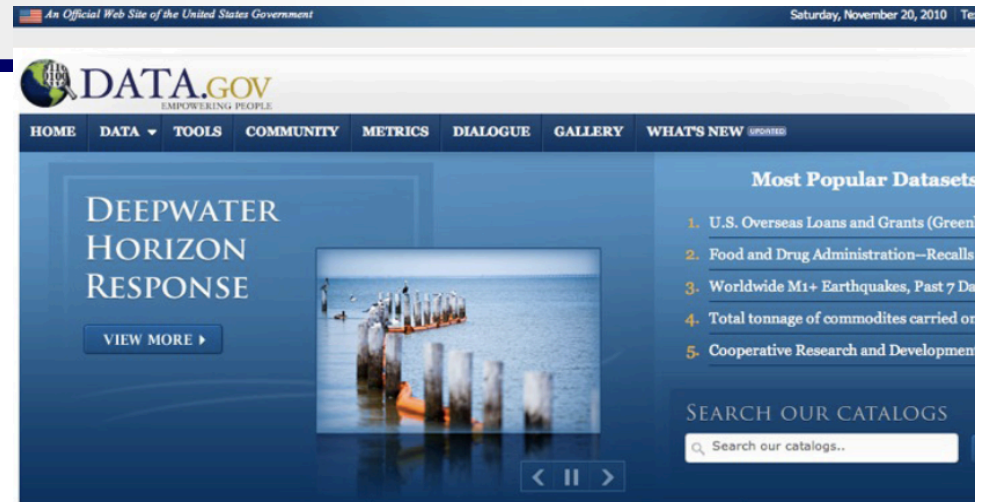 An Official Web Site of the United States Government
Saturday, November 20, 2010
DATA.GOV
EMPOWERING PEOPLE
HOME DATA TOOLS COMMUNITY METRICS DIALOGUE GALLERY WHAT'S NEW UPDATED
DEEPWATER
HORIZON
RESPONSE
VIEW MORE
Most Popular Datasets
1. U.S. Overseas Loans and Grants
2. Food and Drug Administration—Recalls
3. Worldwide M1+ Earthquakes, Past 7
4. Total tonnage of commodites carried
5. Cooperative Research and
SEARCH OUR CATALOGS
Search our catalogs..